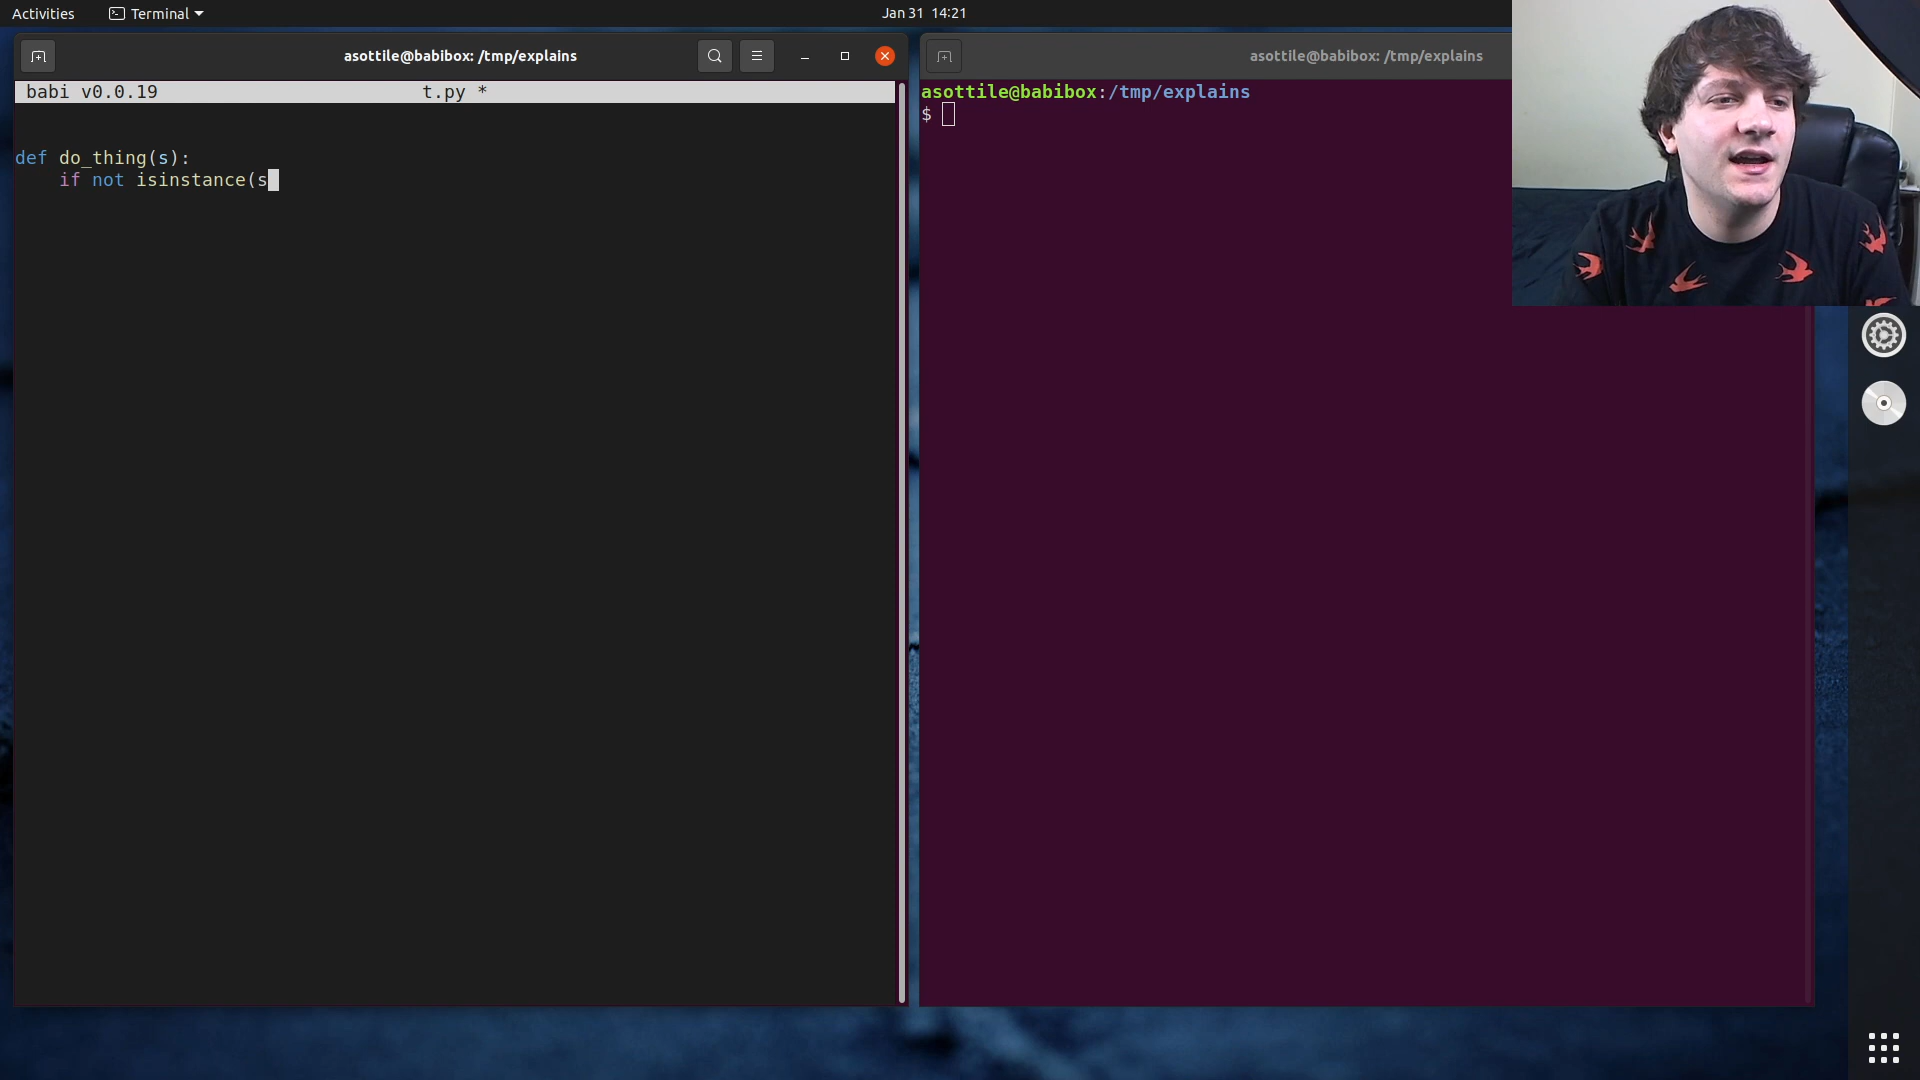 Activities
Terminal
Jan 31 14:21
asottile@babibox: /tmp/explains
babi v0.0.19 t.py *
def do_thing(s):
    if not isinstance(s
asottile@babibox: /tmp/explains
asottile@babibox:/tmp/explains
$